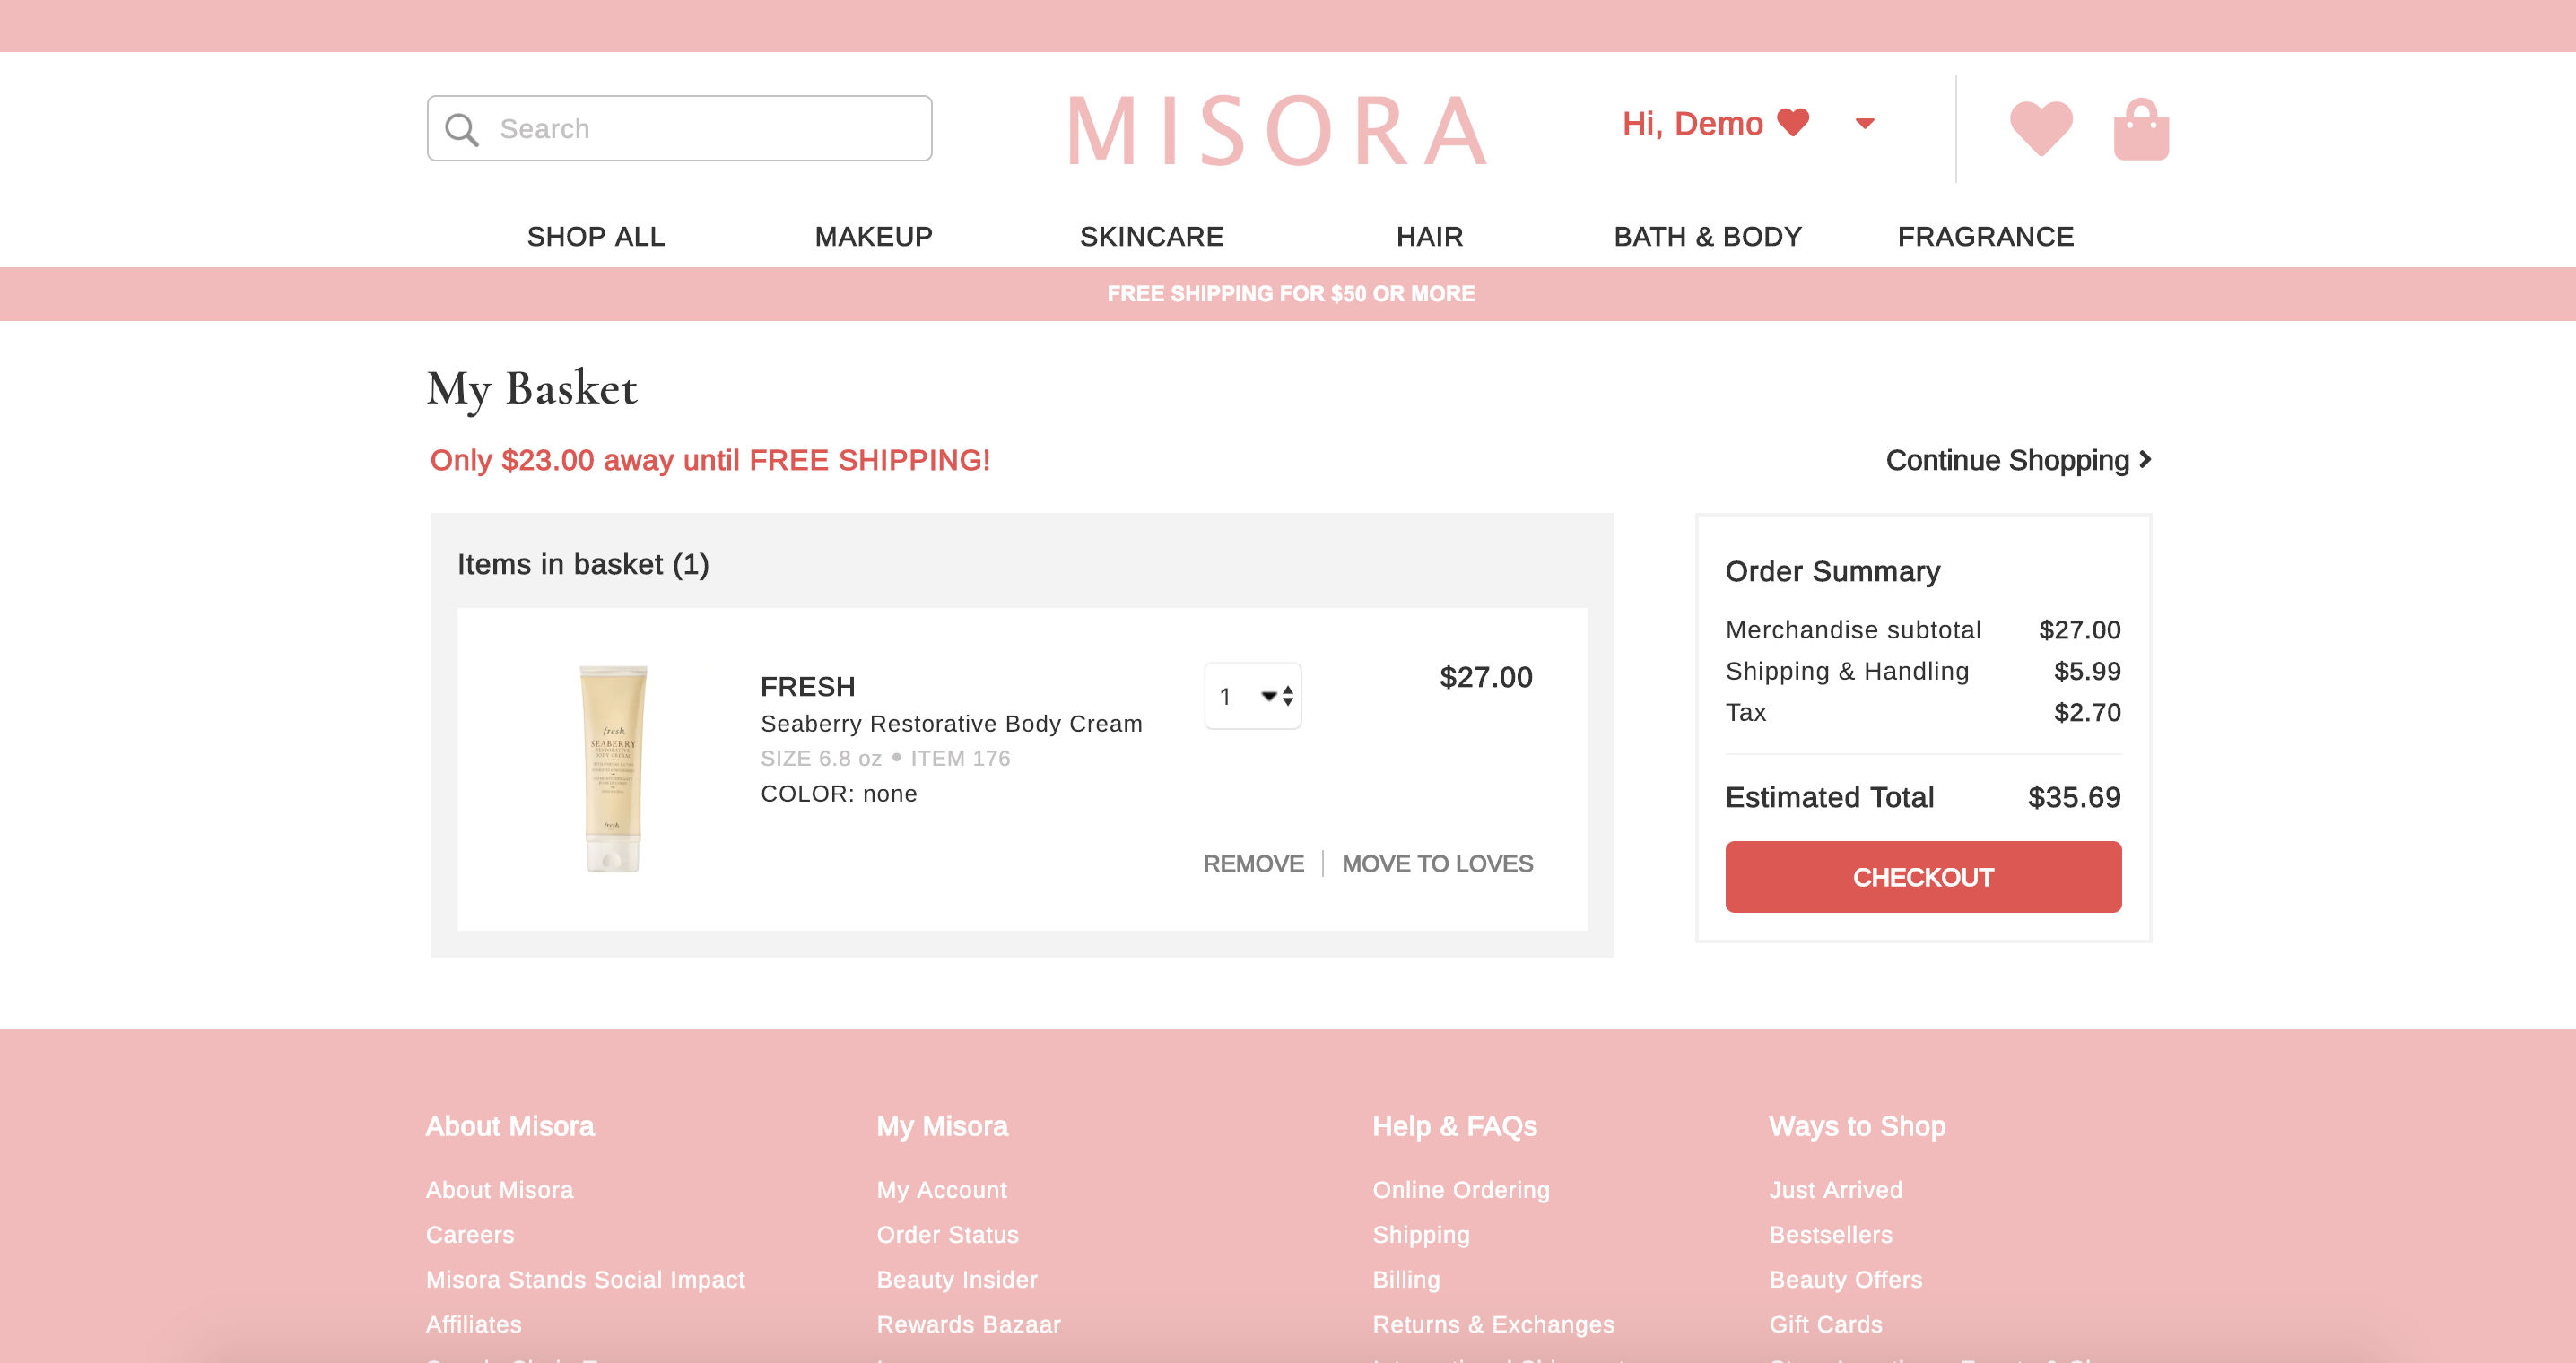 Search
MISORA
Hi, Demo
SHOP ALL MAKEUP SKINCARE HAIR BATH & BODY FRAGRANCE
FREE SHIPPING FOR $50 OR MORE
My Basket
Only $23.00 away until FREE SHIPPING!
Continue Shopping
Items in basket (1)
fresh
SEABERRY
RESTORATIVE
BODY CREAM
fresh
FRESH
Seaberry Restorative Body Cream
SIZE 6.8 oz • ITEM 176
COLOR: none
1
$27.00
REMOVE
MOVE TO LOVES
Order Summary
Merchandise subtotal $27.00
Shipping & Handling $5.99
Tax $2.70
Estimated Total $35.69
CHECKOUT
About Misora
About Misora
Careers
Misora Stands Social Impact
Affiliates
My Misora
My Account
Order Status
Beauty Insider
Rewards Bazaar
Help & FAQs
Online Ordering
Shipping
Billing
Returns & Exchanges
Ways to Shop
Just Arrived
Bestsellers
Beauty Offers
Gift Cards